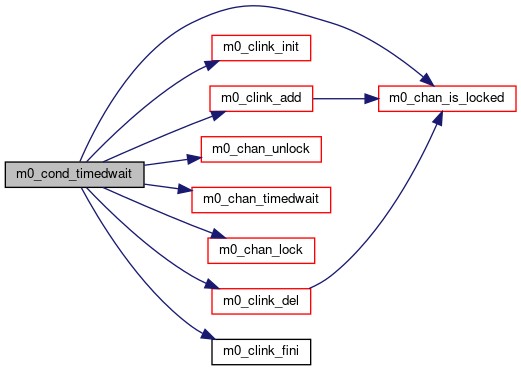 m0_clink_init
m0_clink_add
m0_chan_is_locked
m0_chan_unlock
m0_cond_timedwait
m0_chan_timedwait
m0_chan_lock
m0_clink_del
m0_clink_fini